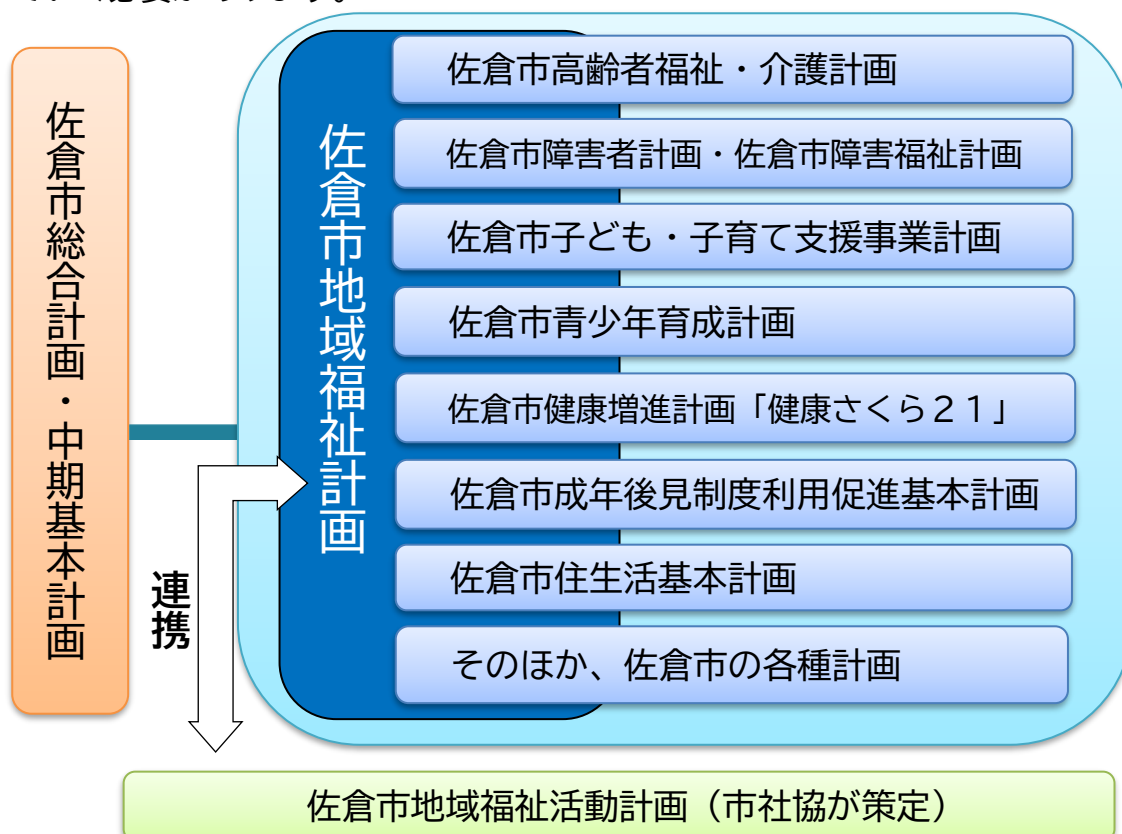 佐倉市総合計画・中期基本計画
佐倉市地域福祉計画
佐倉市高齢者福祉・介護計画
佐倉市障害者計画・佐倉市障害福祉計画
佐倉市子ども・子育て支援事業計画
佐倉市青少年育成計画
佐倉市健康増進計画「健康さくら２１」
佐倉市成年後見制度利用促進基本計画
佐倉市住生活基本計画
そのほか、佐倉市の各種計画
連携
佐倉市地域福祉活動計画（市社協が策定）